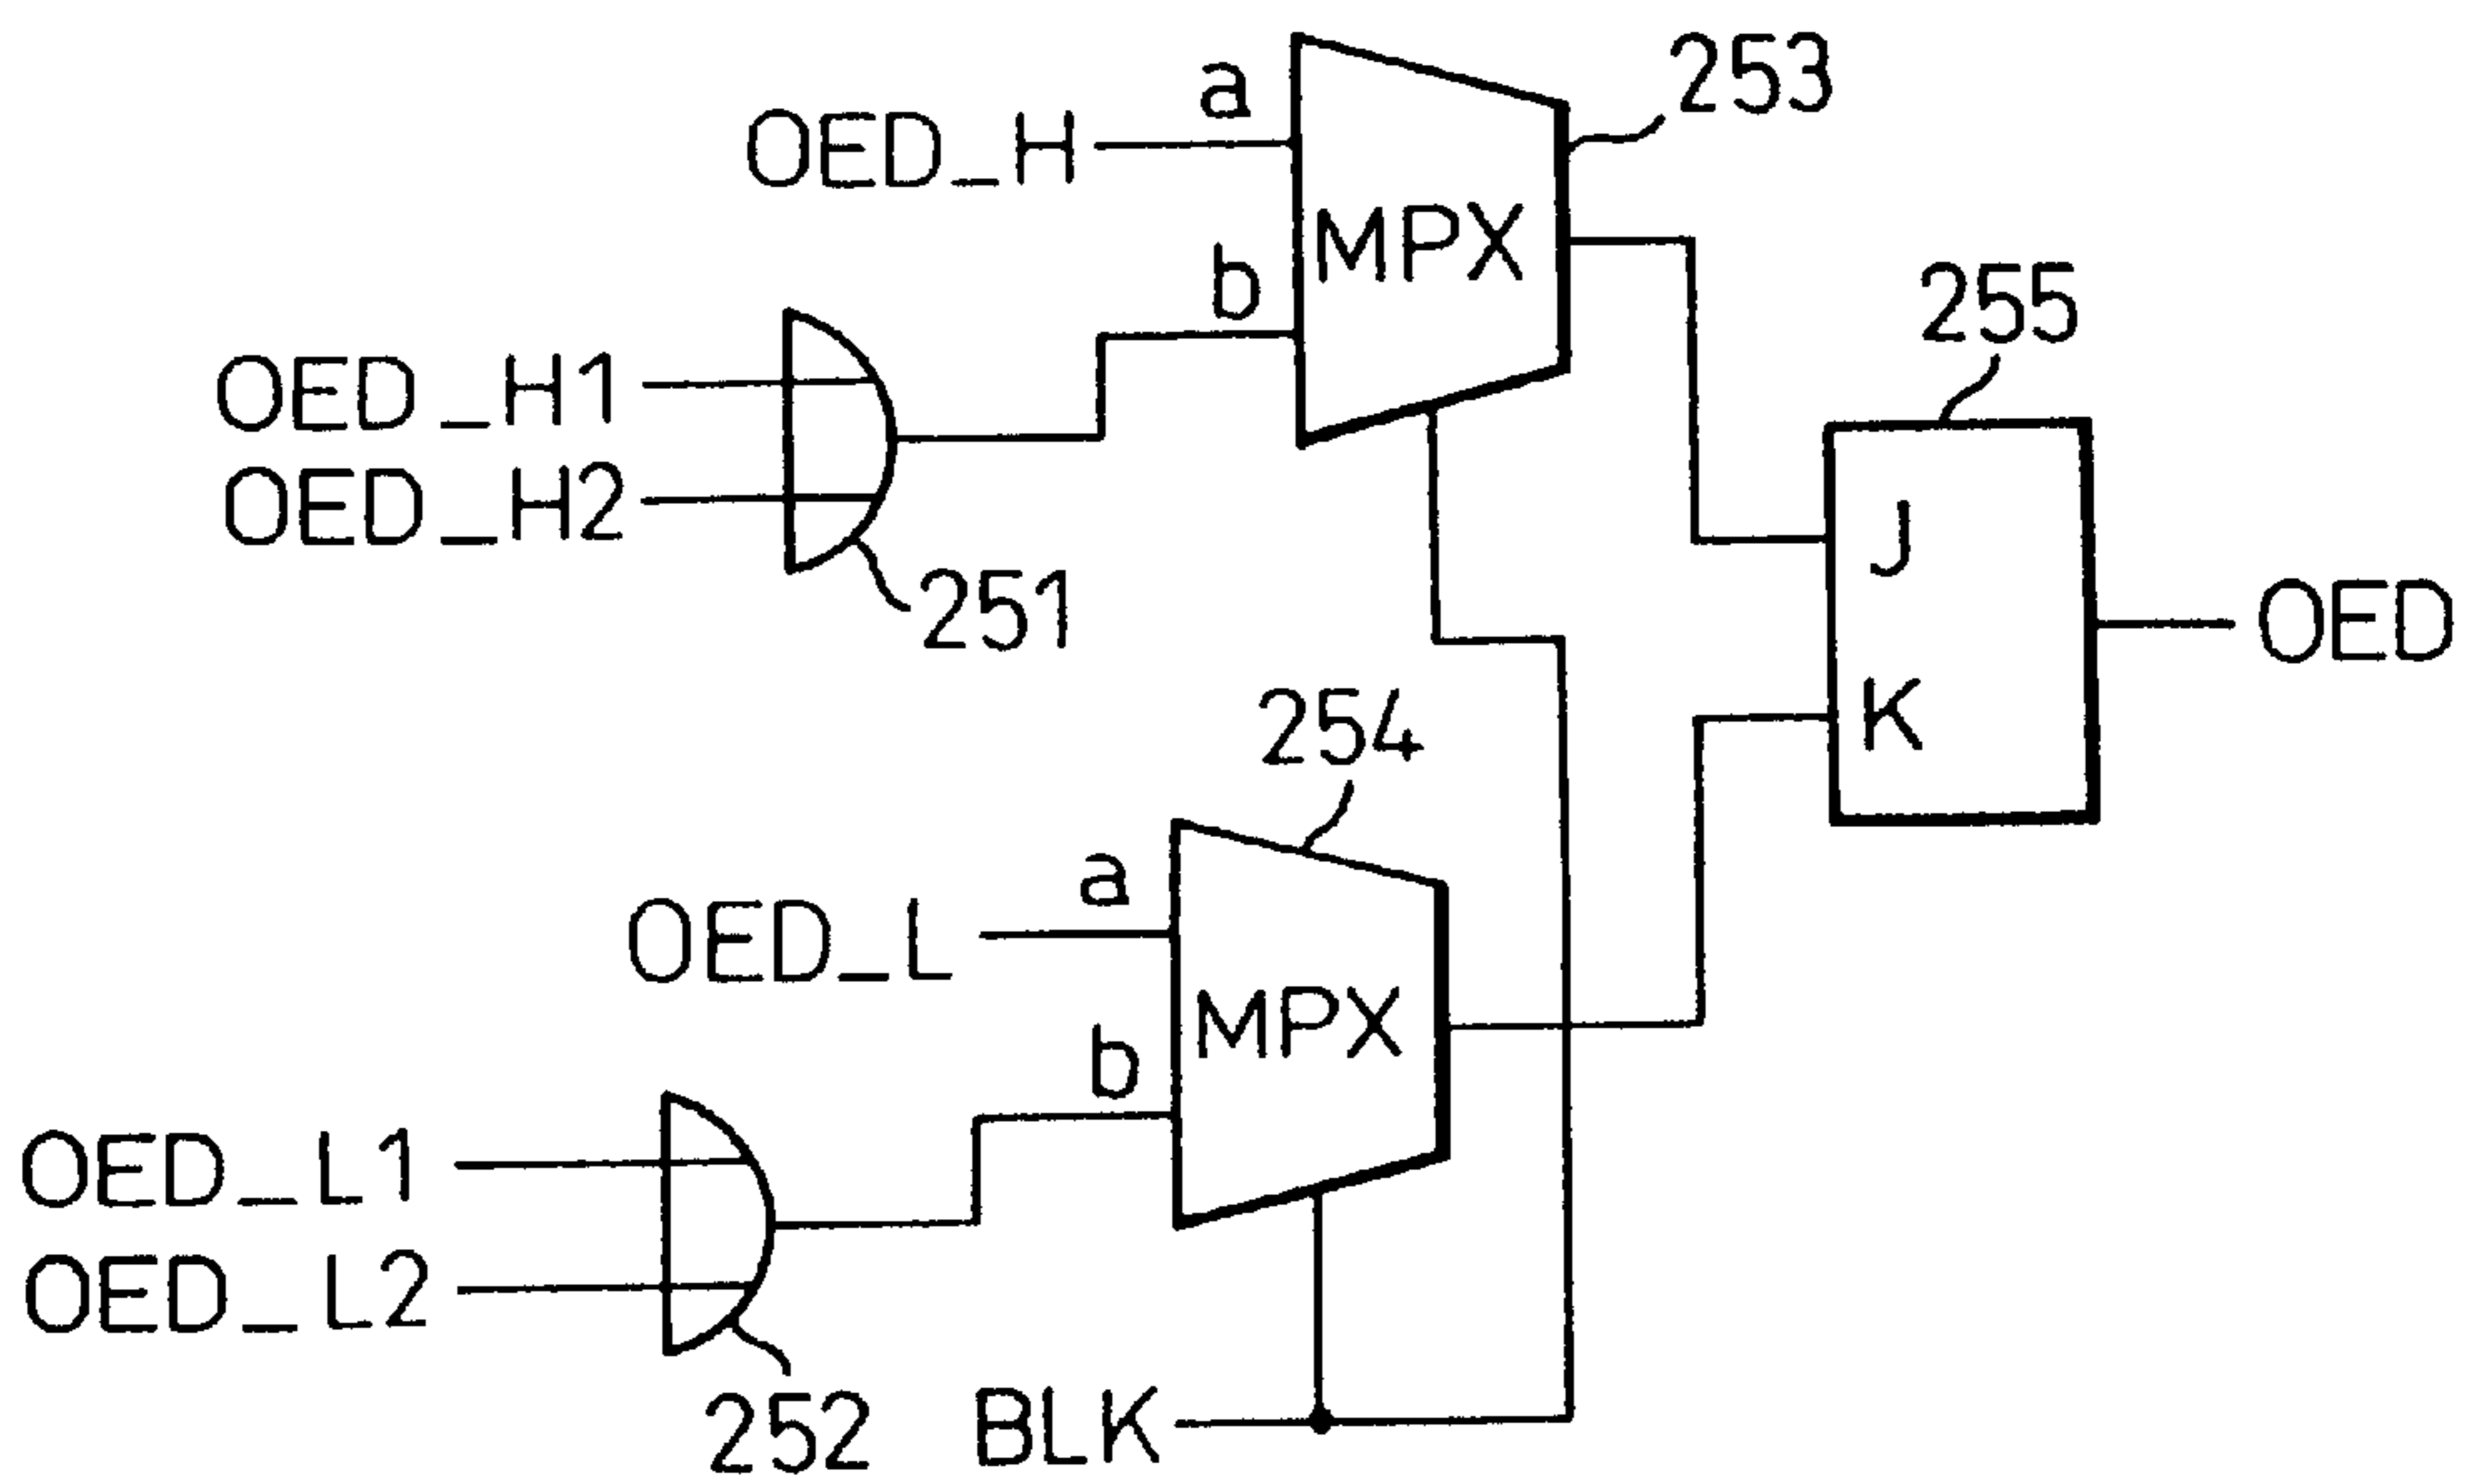 253
a
OED_H
MPX
b
255
OED_H1
OED_H2
J
251
OED
K
254
a
OED_L
MPX
b
OED_L1
OED_L2
252
BLK